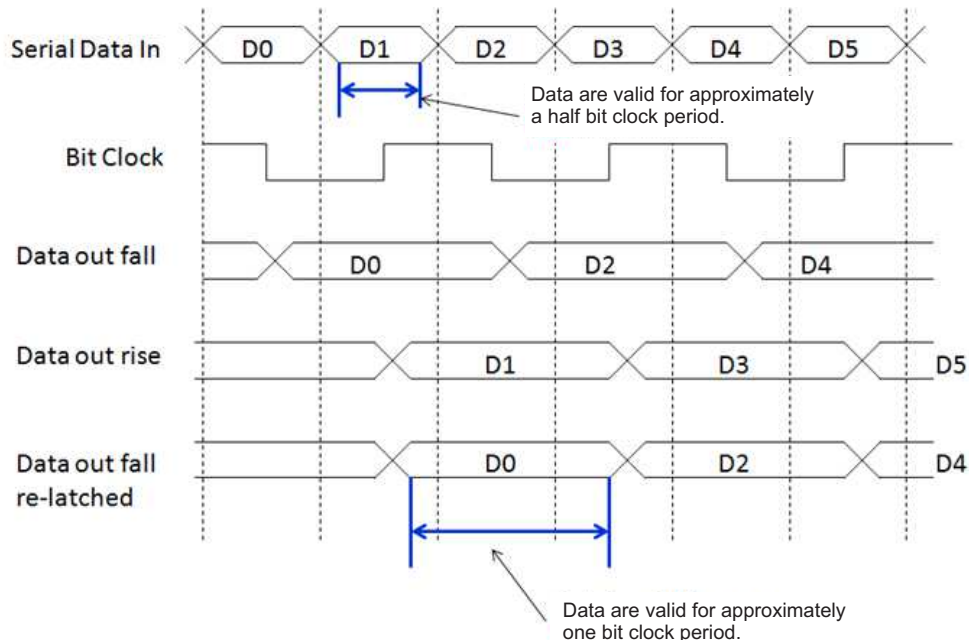 Serial Data In D0 D1 D2 D3 D4 D5
Data are valid for approximately
a half bit clock period.
Bit Clock
Data out fall D0 D2 D4
Data out rise D1 D3 D5
Data out fall
re-latched
D0 D2 D4
Data are valid for approximately
one bit clock period.